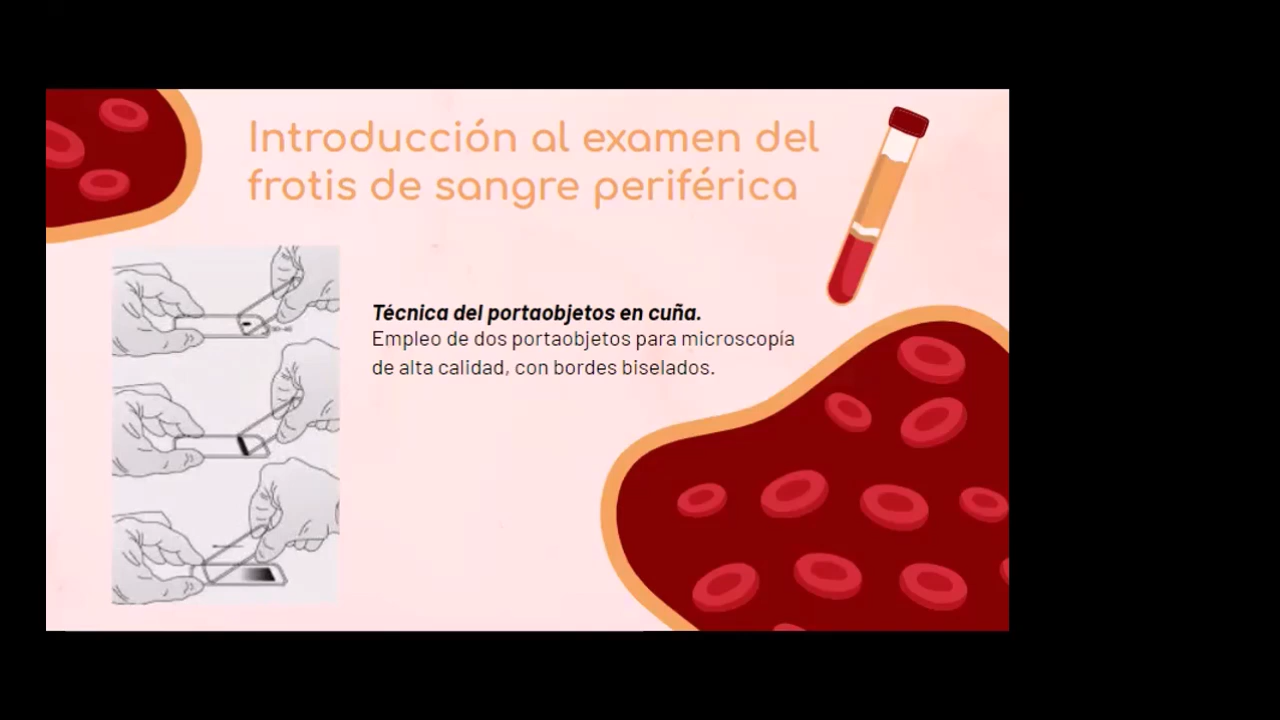 Introducción al examen del
frotis de sangre periférica
Técnica del portaobjetos en cuña.
Empleo de dos portaobjetos para microscopía
de alta calidad, con bordes biselados.